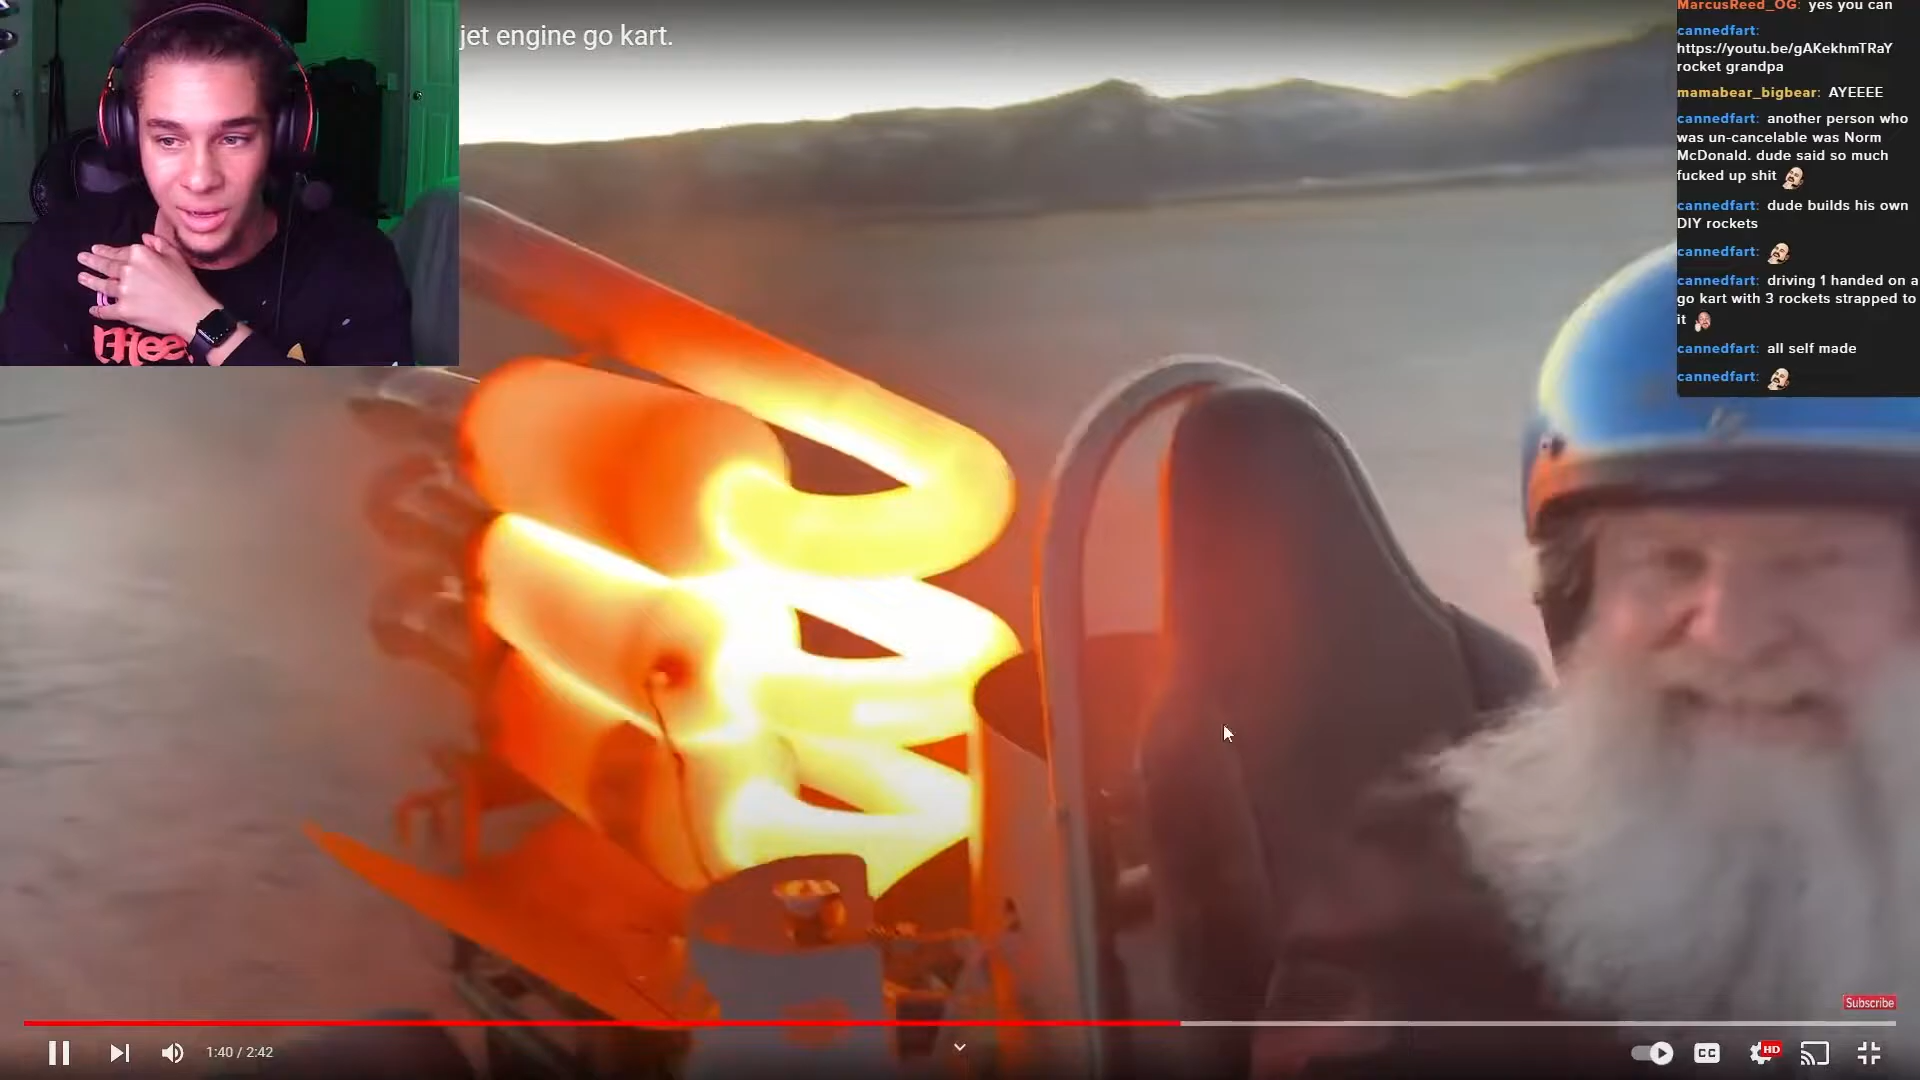 jet engine go kart.
MarcusReed_OG: yes you can
cannedfart:
https://youtu.be/gAKekhmTRaY
rocket grandpa
mamabear_bigbear: AYEEEE
cannedfart: another person who
was un-cancelable was Norm
McDonald. dude said so much
fucked up shit
cannedfart: dude builds his own
DIY rockets
cannedfart:
cannedfart: driving 1 handed on a
go kart with 3 rockets strapped to
it
cannedfart: all self made
cannedfart:
Subscribe
1:40 / 2:42
CC
HD